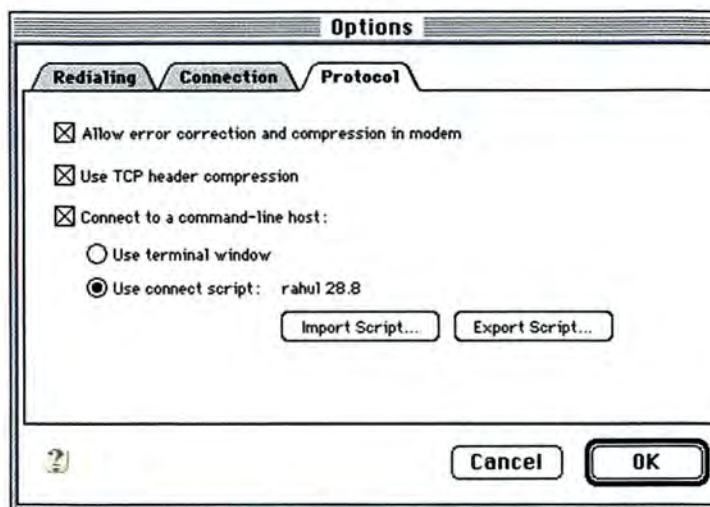 Options
Redialing Connection Protocol
Allow error correction and compression in modem
Use TCP header compression
Connect to a command-line host:
Use terminal window
Use connect script: rahul 28.8
Import Script... Export Script...
?
Cancel OK